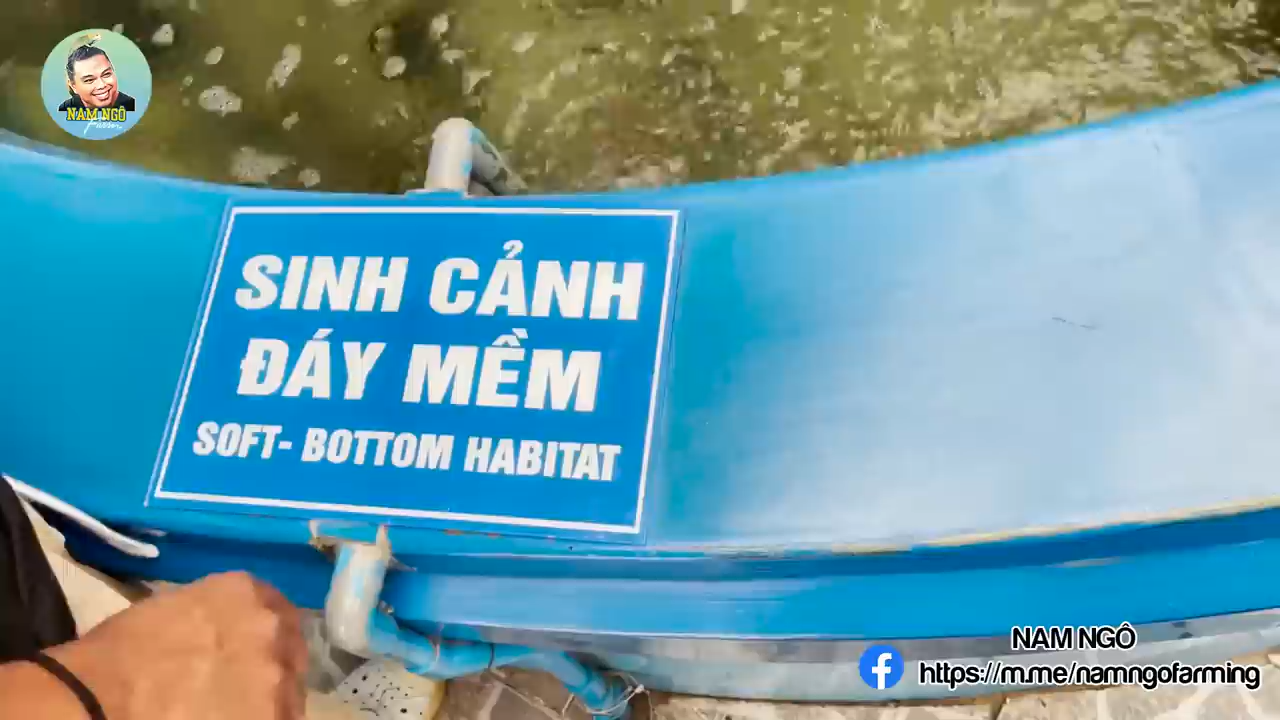 NAM NGÔ
Farm
SINH CẢNH
ĐÁY MỀM
SOFT- BOTTOM HABITAT
NAM NGÔ
https://m.me/namngofarming